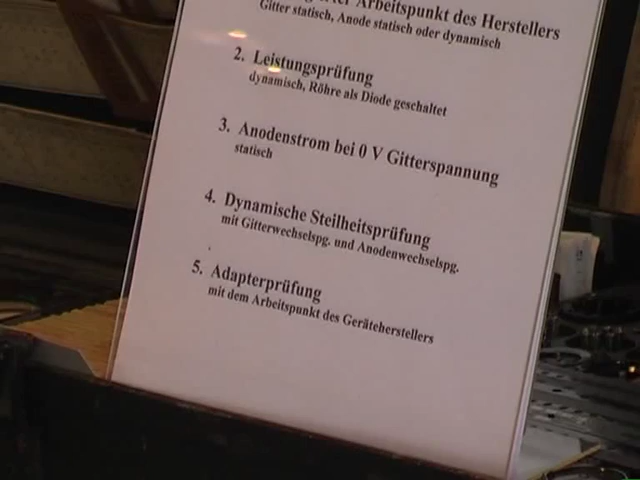 Arbeitspunkt des Herstellers
Gitter statisch, Anode statisch oder dynamisch
2. Leistungsprüfung
dynamisch, Röhre als Diode geschaltet
3. Anodenstrom bei 0 V Gitterspannung
statisch
4. Dynamische Steilheitsprüfung
mit Gitterwechselspg. und Anodenwechselspg.
5. Adapterprüfung
mit dem Arbeitspunkt des Geräteherstellers